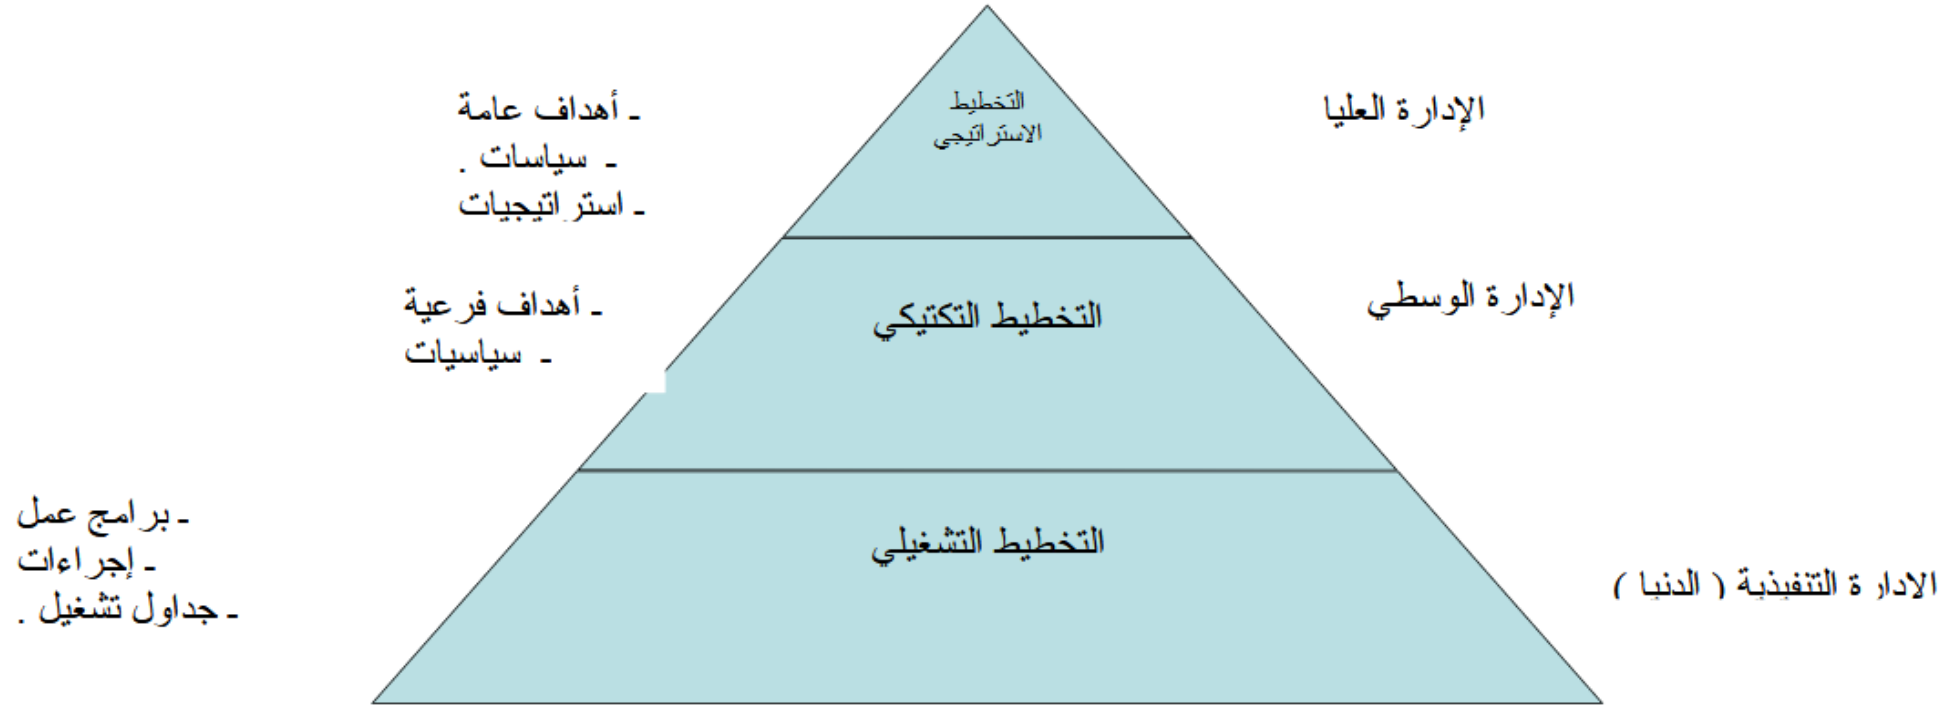 الإدارة العليا
التخطيط
الاستراتيجي
ـ أهداف عامة
ـ سياسات .
ـ استراتيجيات
الإدارة الوسطي
التخطيط التكتيكي
ـ أهداف فرعية
ـ سياسيات
الادارة التنفيذية ( الدنيا )
التخطيط التشغيلي
ـ برامج عمل
ـ إجراءات
ـ جداول تشغيل .